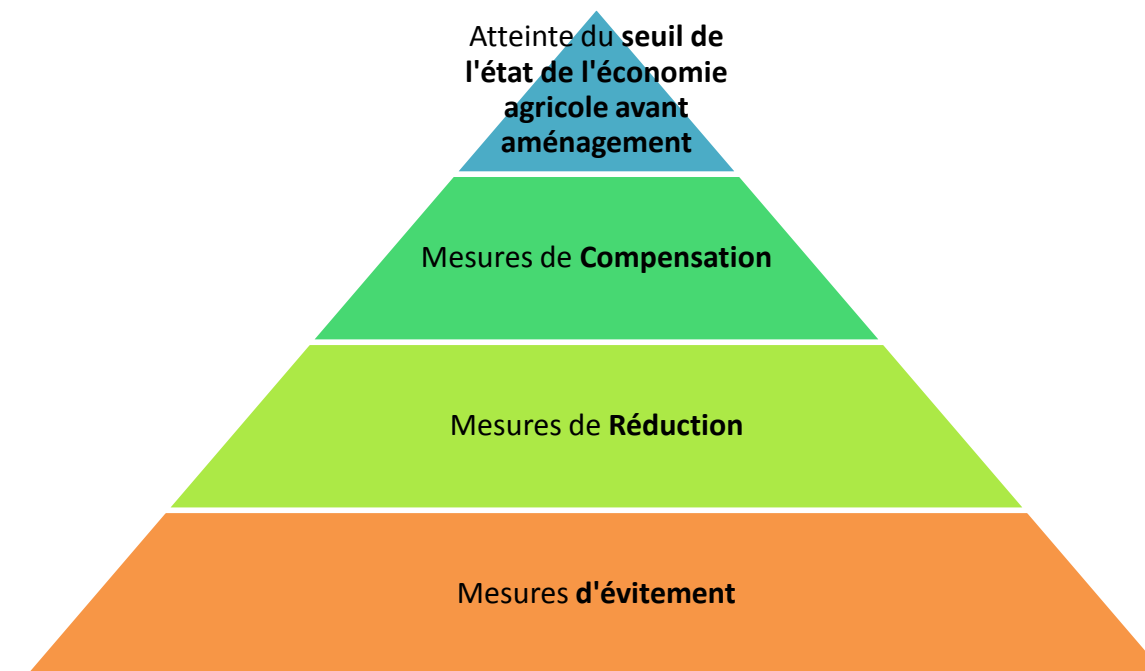 Atteinte du seuil de
l'état de l'économie
agricole avant
aménagement
Mesures de Compensation
Mesures de Réduction
Mesures d'évitement